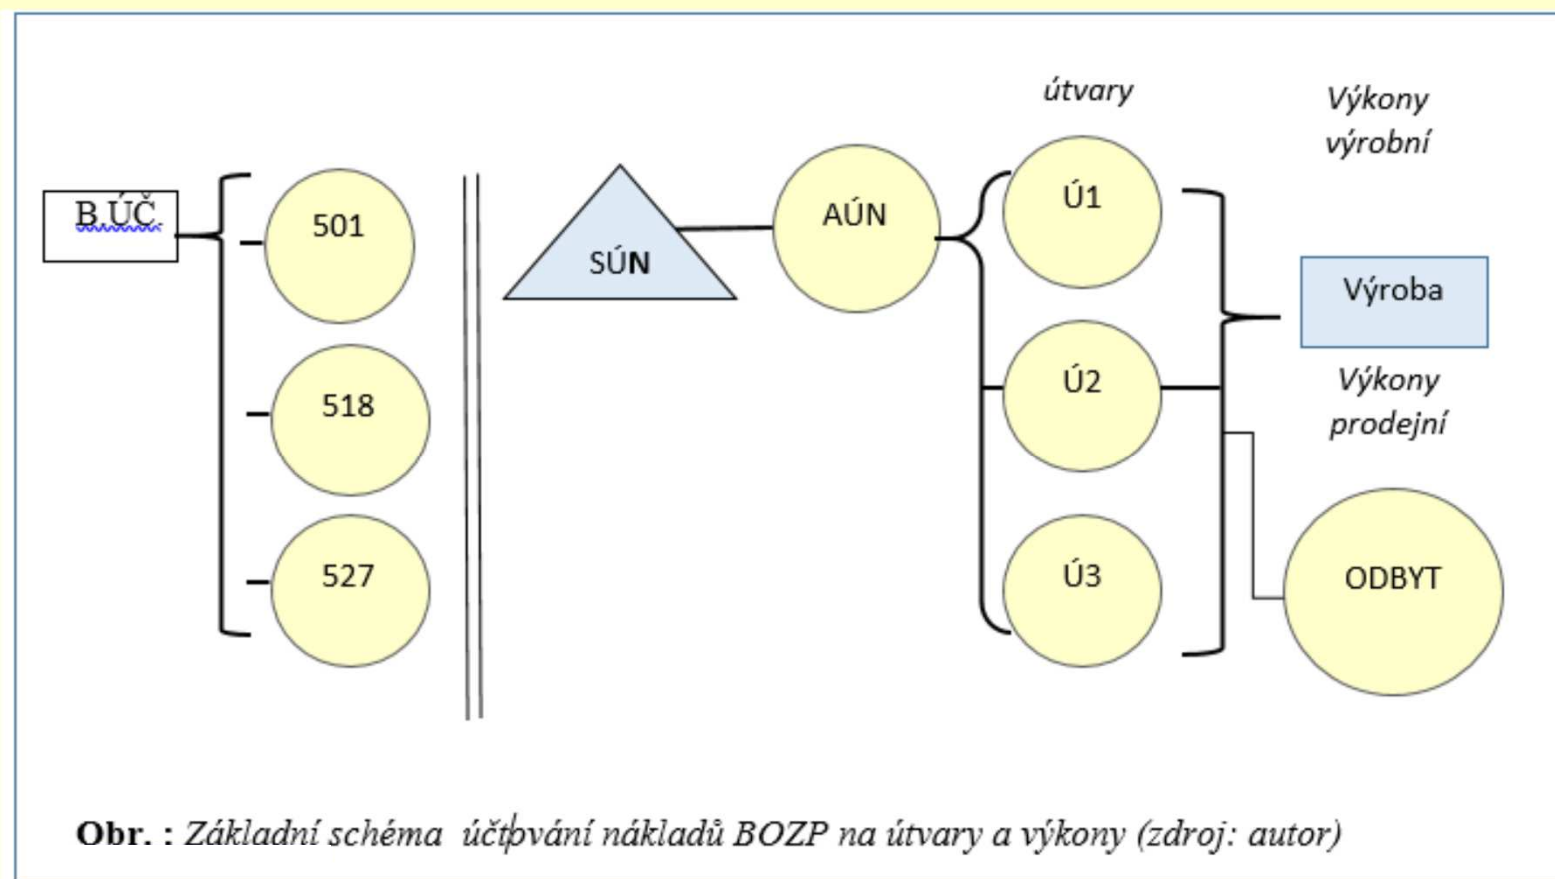 útvary
Výkony
výrobní
B.ÚČ.
501
SÚN
AÚN
Ú1
Výroba
518
Ú2
Výkony
prodejní
527
Ú3
ODBYT
Obr. : Základní schéma účtování nákladů BOZP na útvary a výkony (zdroj: autor)